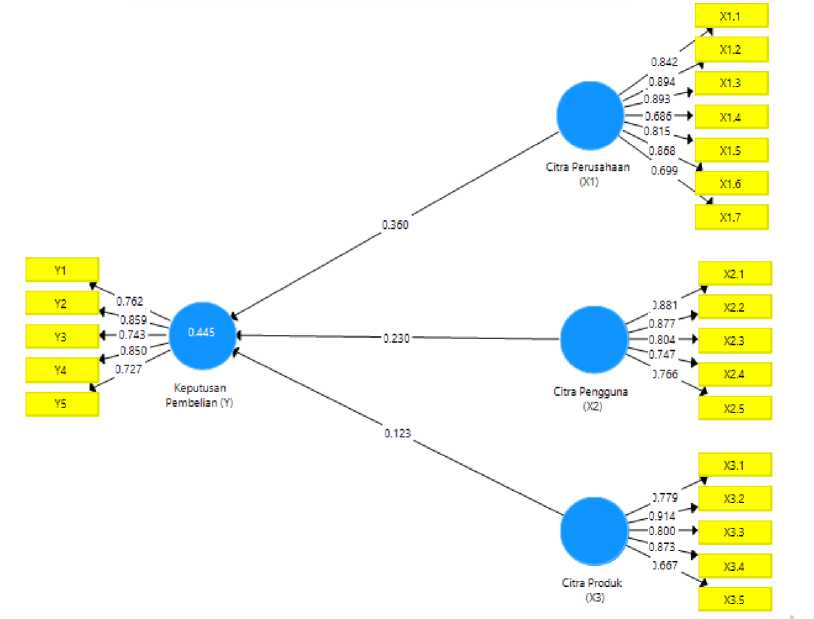 X1.1
X1.2
X1.3
X1.4
X1.5
X1.6
X1.7
0.842
0.894
0.893
0.686
0.815
0.868
0.699
Citra Perusahaan
(X1)
0.360
Y1
Y2
Y3
Y4
Y5
0.762
0.859
0.743
0.850
0.727
0.445
Keputusan
Pembelian (Y)
0.230
X2.1
X2.2
X2.3
X2.4
X2.5
0.881
0.877
0.804
0.747
0.766
Citra Pengguna
(X2)
0.123
X3.1
X3.2
X3.3
X3.4
X3.5
0.779
0.914
0.800
0.873
0.667
Citra Produk
(X3)